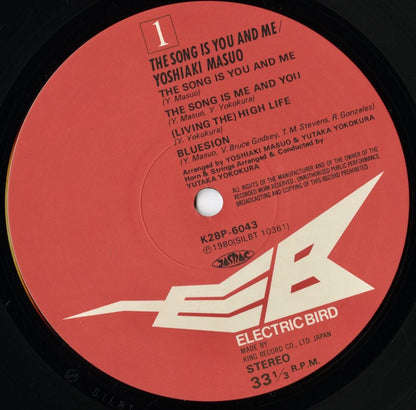 1
THE SONG IS YOU AND ME/
YOSHIAKI MASUO
THE SONG IS YOU AND ME
(Y. Masuo)
THE SONG IS ME AND YOU
(Y. Masuo, Y. Yokokura)
(LIVING THE) HIGH LIFE
(Y. Yokokura)
BLUESION
(Y. Masuo, V. Bruce Godsey, T.M. Stevens, R. Gonzales)
Arranged by YOSHIAKI MASUO & YUTAKA YOKOKURA
Horn & Strings Arranged & Conducted by
YUTAKA YOKOKURA
ALL RIGHTS OF THE MANUFACTURER AND OF THE OWNER OF THE
RECORDED WORK RESERVED. UNAUTHORIZED PUBLIC PERFORMANCE,
BROADCASTING AND COPYING OF THIS RECORD PROHIBITED
K28P-6043
℗1980(SILBT 10361)
JASRAC
EB
ELECTRIC BIRD
MADE BY
KING RECORD CO., LTD. JAPAN
STEREO
33 1/3 R.P.M.